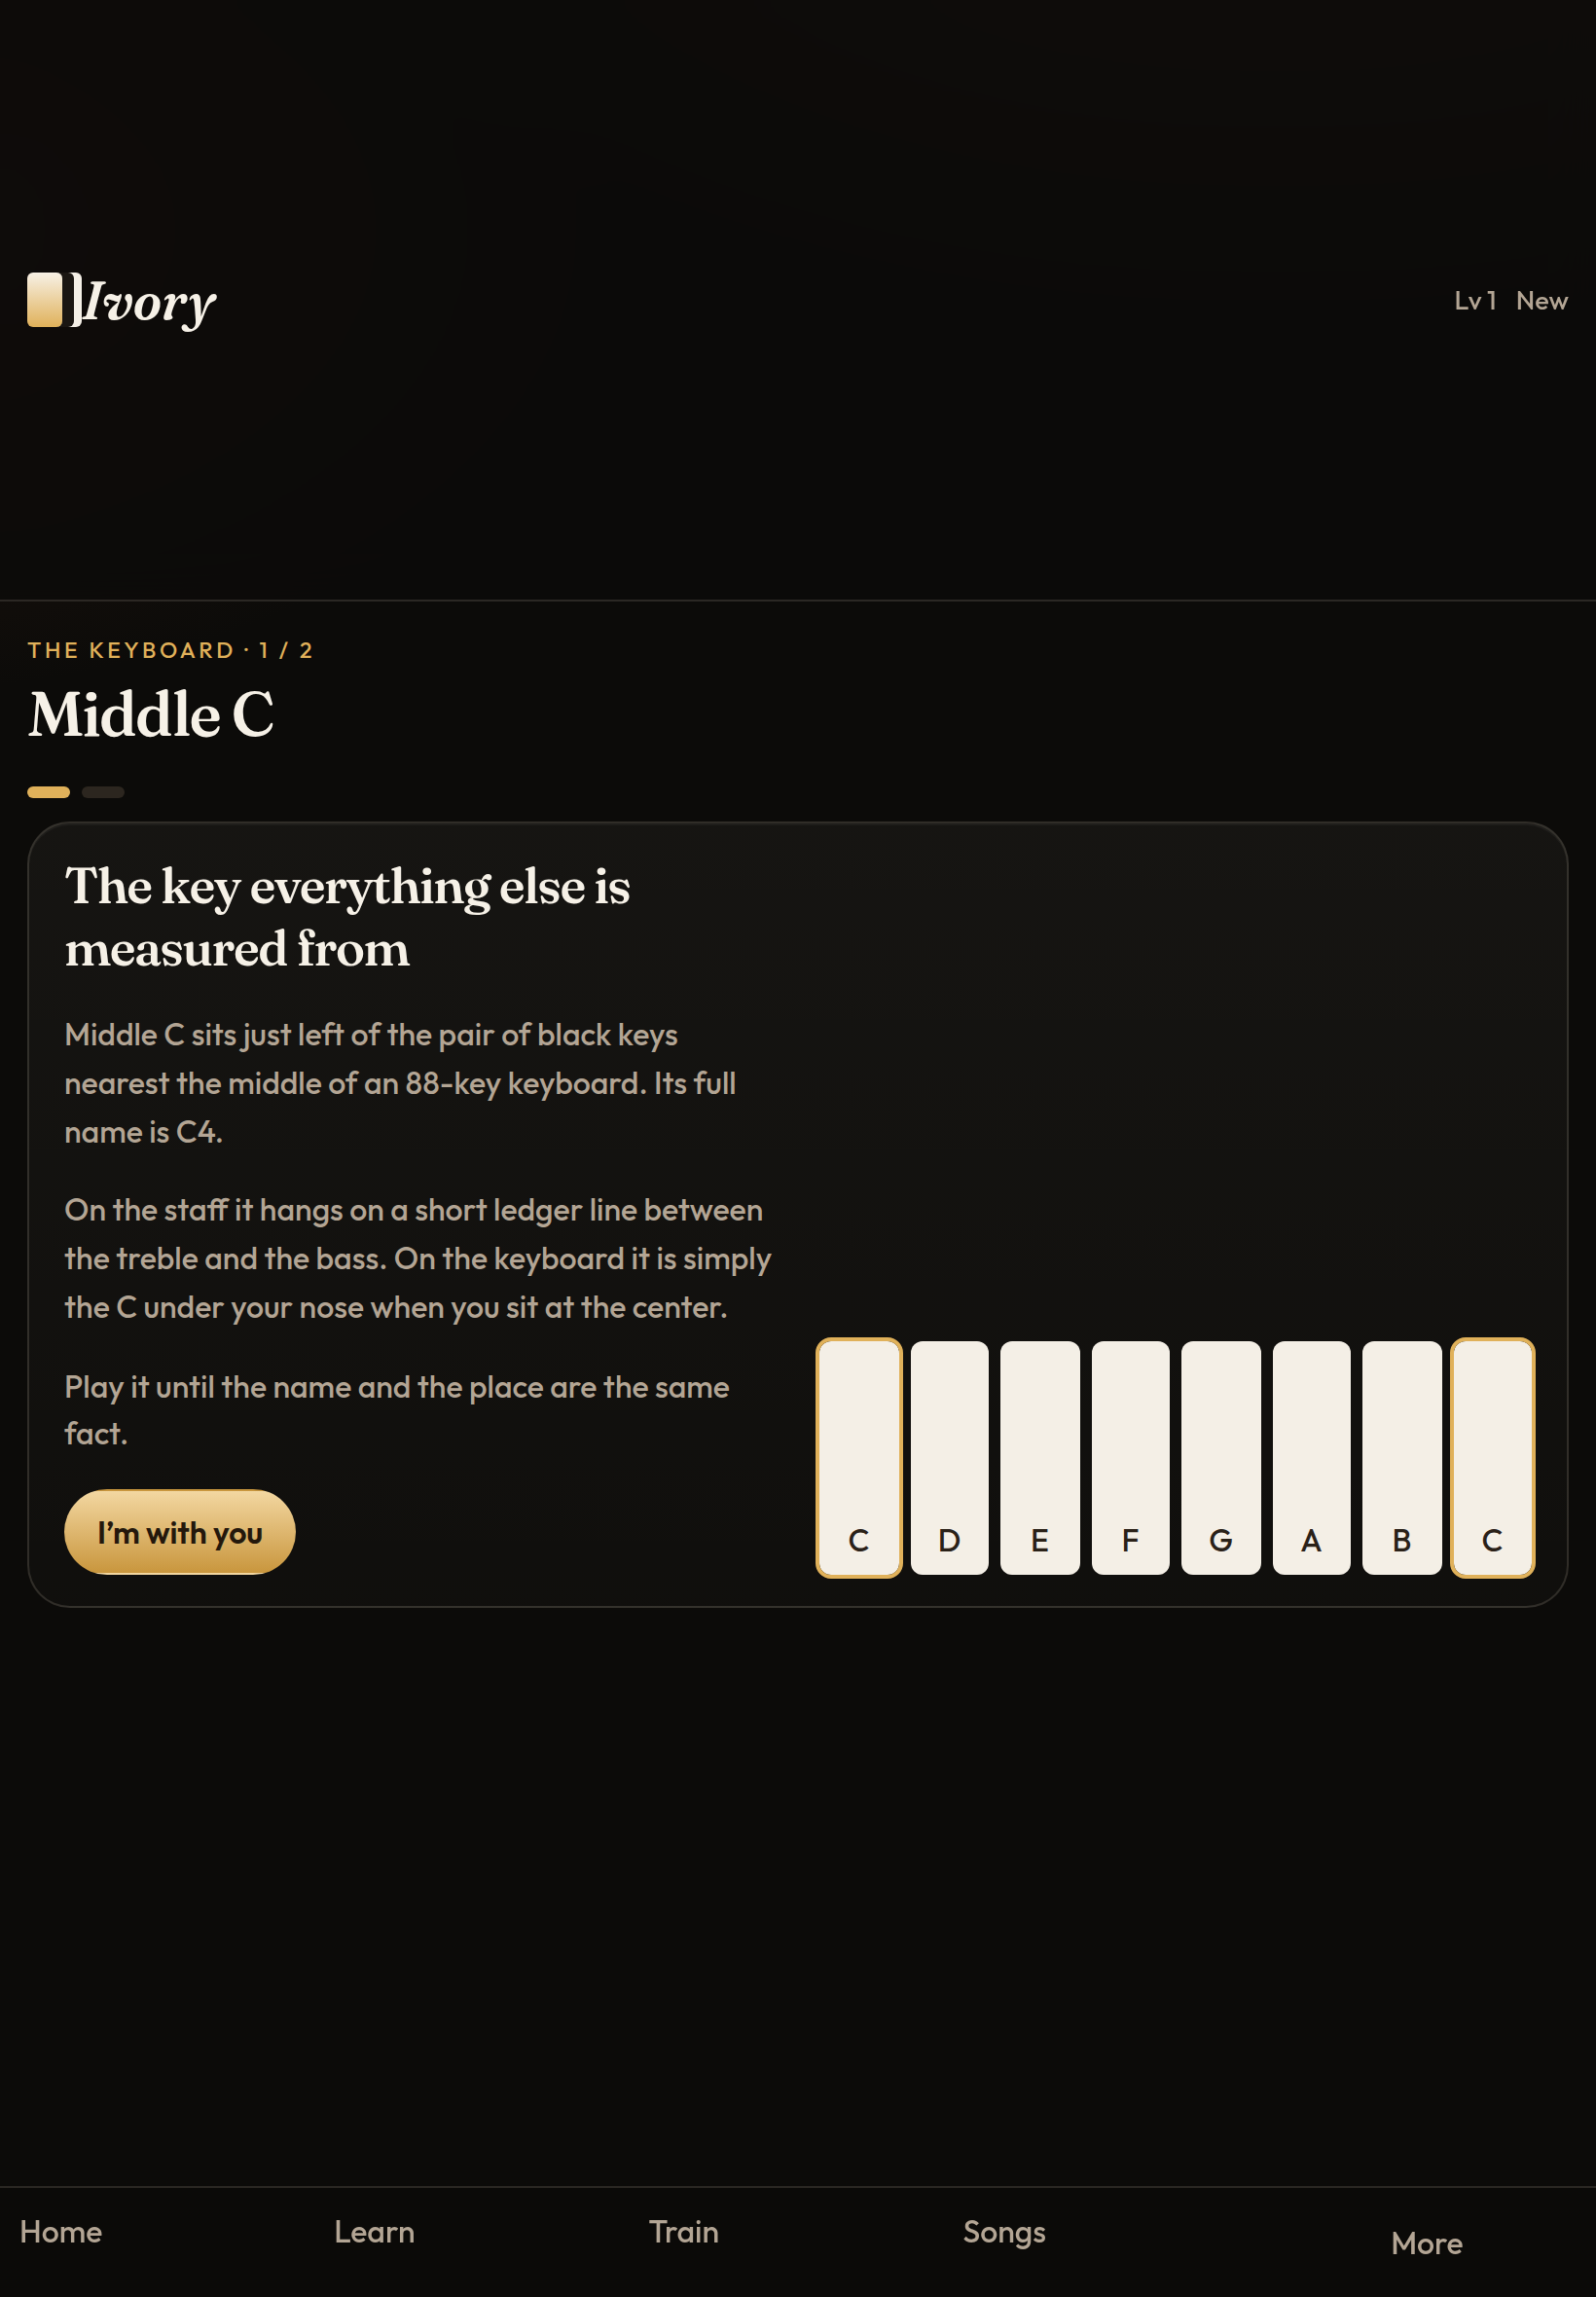 Ivory
Lv 1 New
THE KEYBOARD · 1 / 2
Middle C
The key everything else is
measured from
Middle C sits just left of the pair of black keys
nearest the middle of an 88-key keyboard. Its full
name is C4.
On the staff it hangs on a short ledger line between
the treble and the bass. On the keyboard it is simply
the C under your nose when you sit at the center.
Play it until the name and the place are the same
fact.
I’m with you
C D E F G A B C
Home Learn Train Songs More